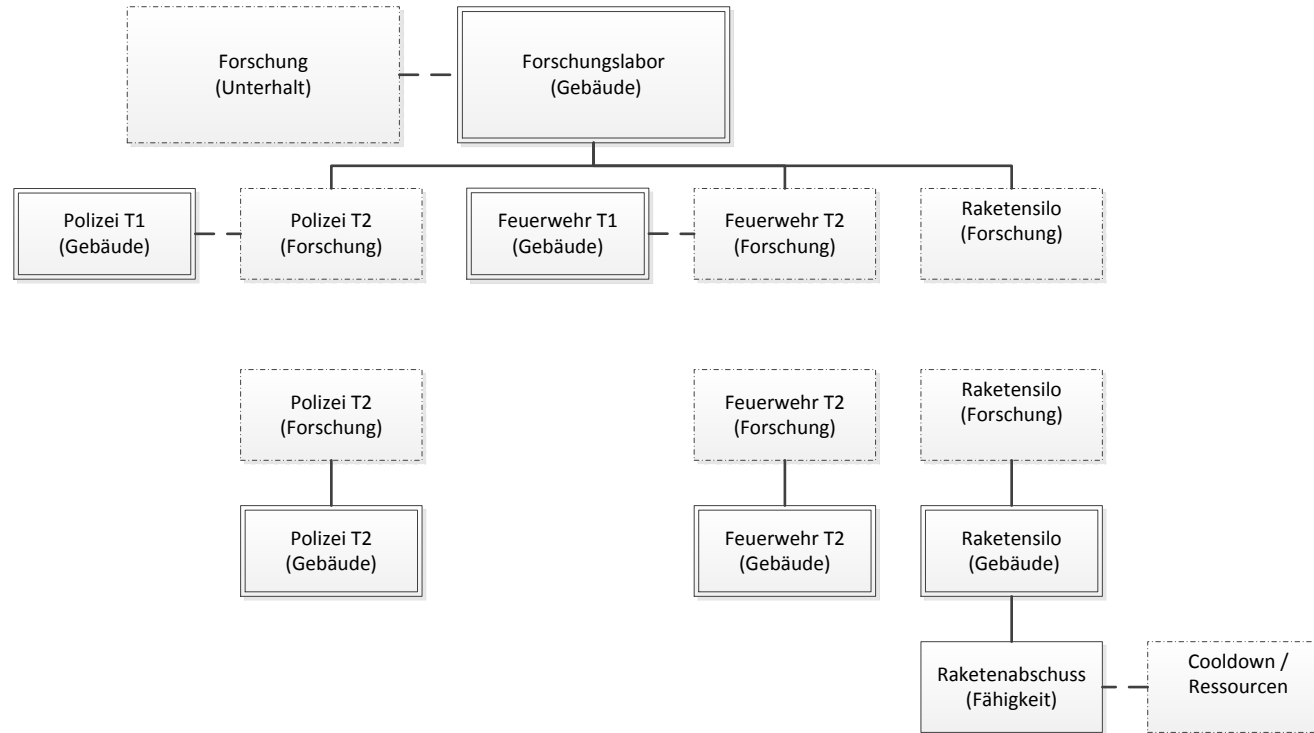 Forschung
(Unterhalt)
Forschungslabor
(Gebäude)
Polizei T1
(Gebäude)
Polizei T2
(Forschung)
Feuerwehr T1
(Gebäude)
Feuerwehr T2
(Forschung)
Raketensilo
(Forschung)
Polizei T2
(Forschung)
Feuerwehr T2
(Forschung)
Raketensilo
(Forschung)
Polizei T2
(Gebäude)
Feuerwehr T2
(Gebäude)
Raketensilo
(Gebäude)
Raketenabschuss
(Fähigkeit)
Cooldown /
Ressourcen